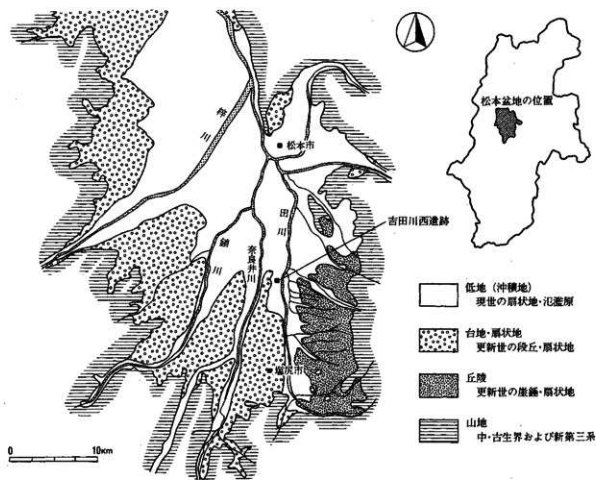 松本盆地の位置
梓川
松本市
田川
吉田川西遺跡
鎖川
奈良井川
塩尻市
低地（沖積地）
現世の扇状地・氾濫原
台地・扇状地
更新世の段丘・扇状地
丘陵
更新世の崖錐・扇状地
山地
中・古生界および新第三系
0
10km